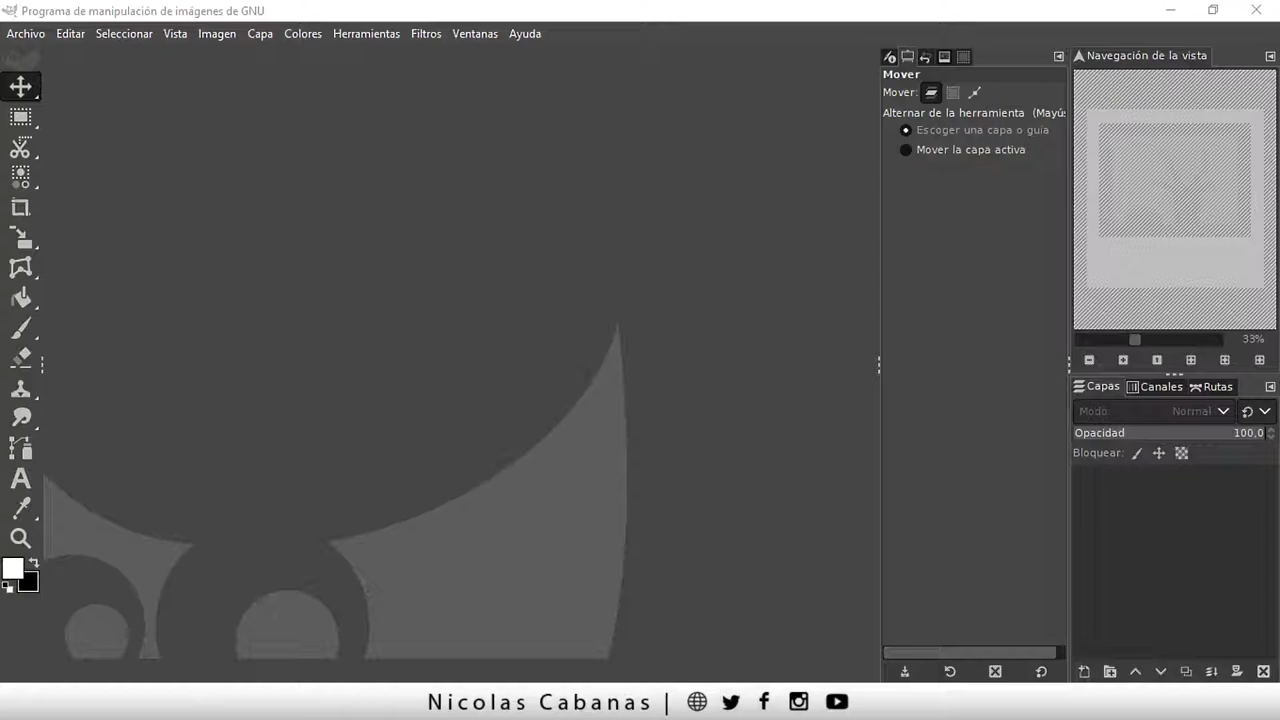 Programa de manipulación de imágenes de GNU
Archivo Editar Seleccionar Vista Imagen Capa Colores Herramientas Filtros Ventanas Ayuda
Navegación de la vista
Mover
Mover:
Alternar de la herramienta (Mayús
Escoger una capa o guía
Mover la capa activa
33%
Capas Canales Rutas
Modo: Normal
Opacidad 100,0
Bloquear:
Nicolas Cabanas |